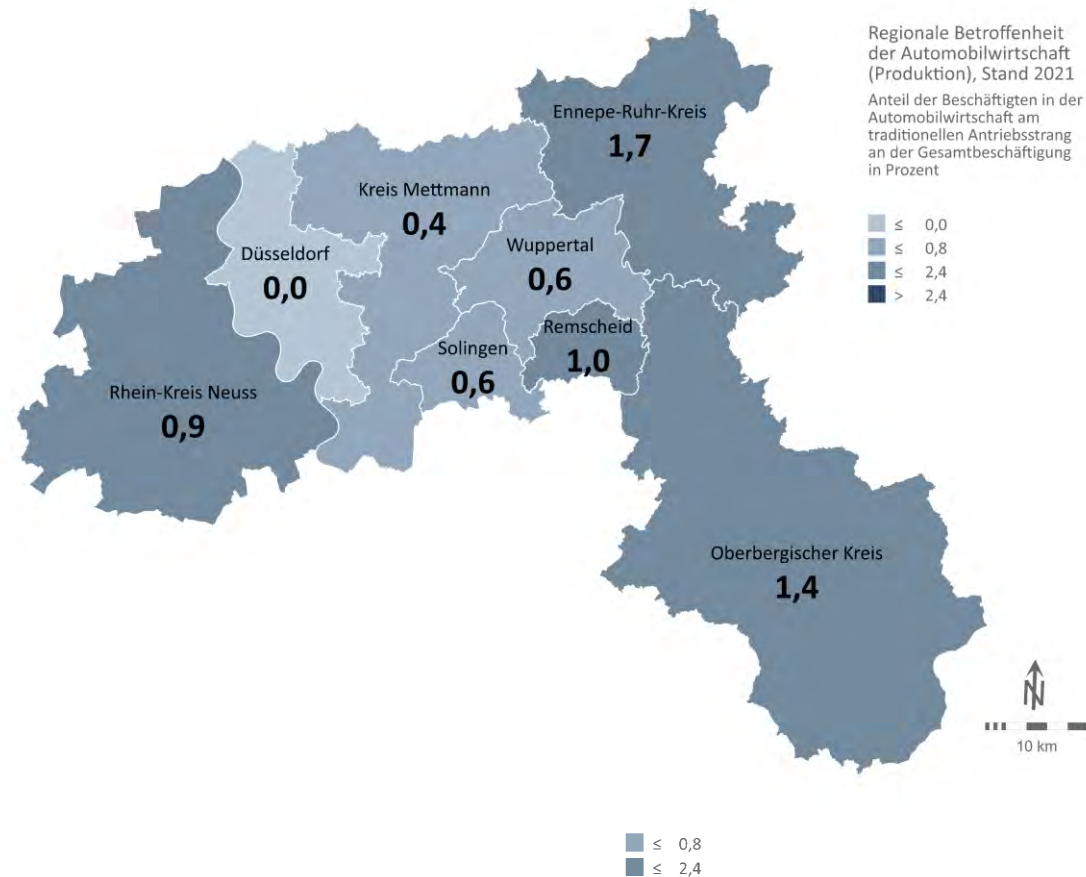 Regionale Betroffenheit
der Automobilwirtschaft
(Produktion), Stand 2021
Anteil der Beschäftigten in der
Automobilwirtschaft am
traditionellen Antriebsstrang
an der Gesamtbeschäftigung
in Prozent
≤ 0,0
≤ 0,8
≤ 2,4
> 2,4
Ennepe-Ruhr-Kreis
1,7
Kreis Mettmann
0,4
Wuppertal
0,6
Düsseldorf
0,0
Remscheid
1,0
Solingen
0,6
Rhein-Kreis Neuss
0,9
Oberbergischer Kreis
1,4
N
10 km
≤ 0,8
≤ 2,4